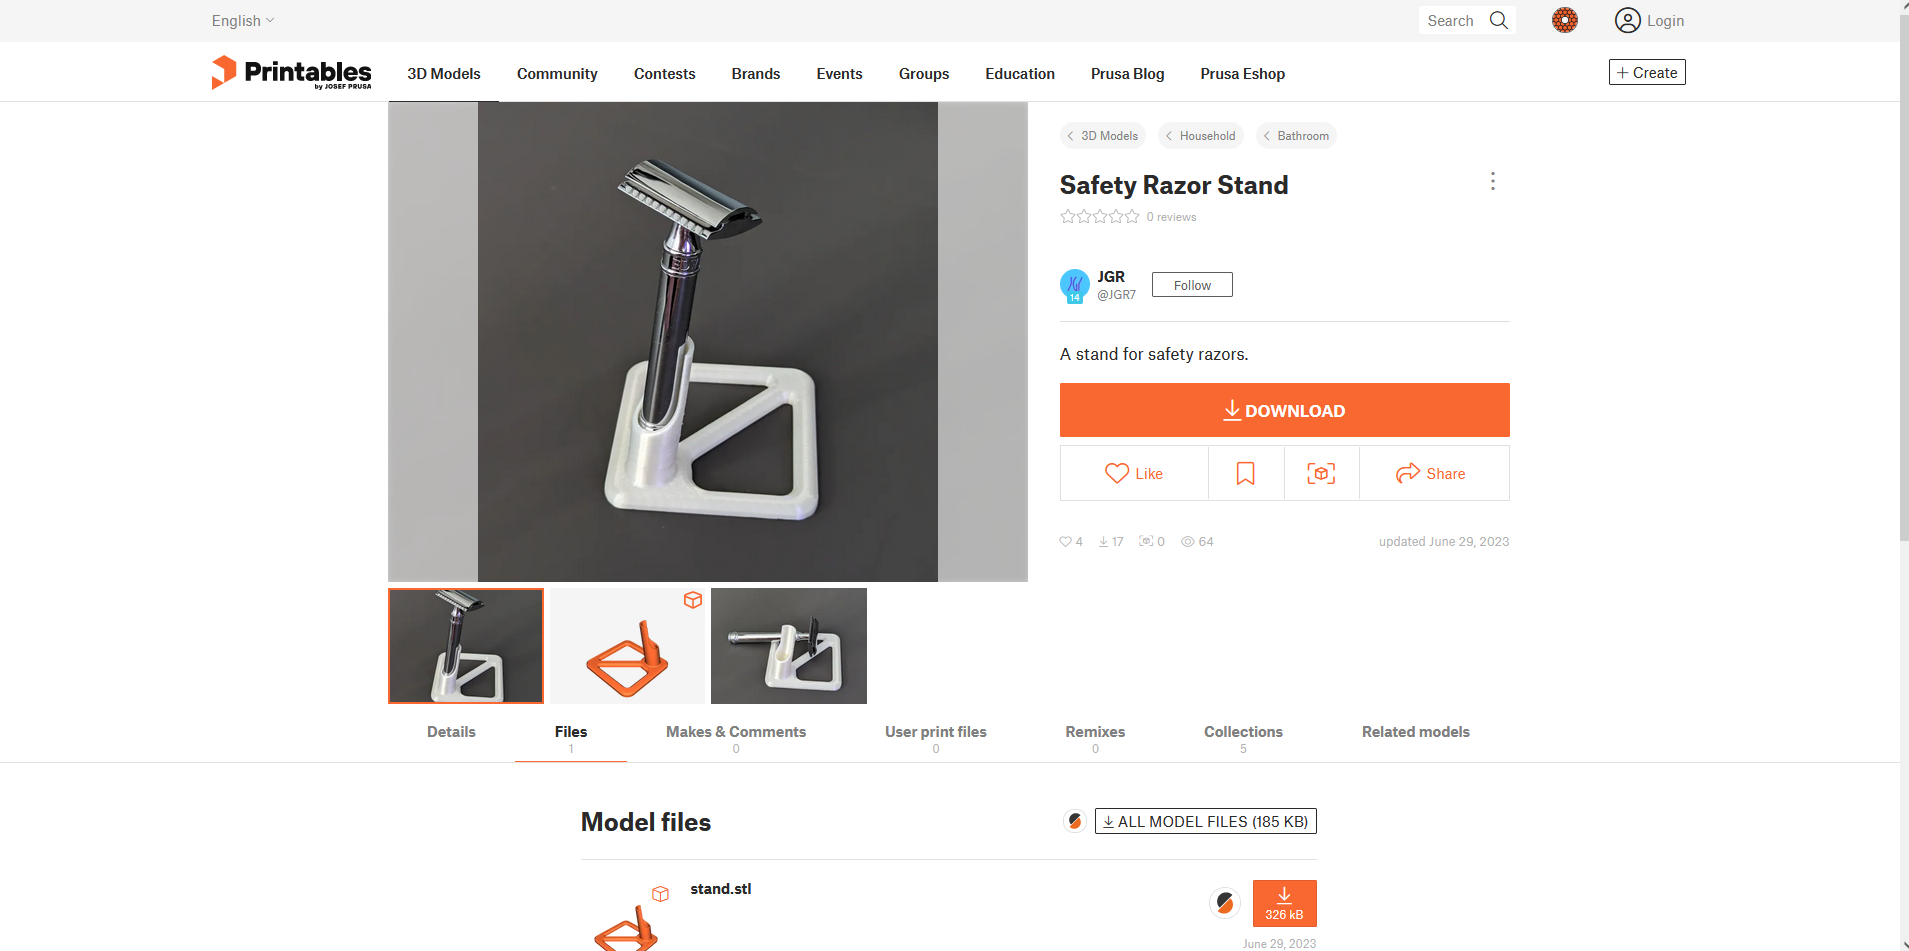 English
Search
Login
Printables
by JOSEF PRUSA
3D Models
Community
Contests
Brands
Events
Groups
Education
Prusa Blog
Prusa Eshop
+ Create
3D Models
Household
Bathroom
Safety Razor Stand
0 reviews
JGR
14
JGR
@JGR7
Follow
A stand for safety razors.
DOWNLOAD
Like
Share
4
17
0
64
updated June 29, 2023
Details
Files
1
Makes & Comments
0
User print files
0
Remixes
0
Collections
5
Related models
Model files
ALL MODEL FILES (185 KB)
stand.stl
326 kB
June 29, 2023